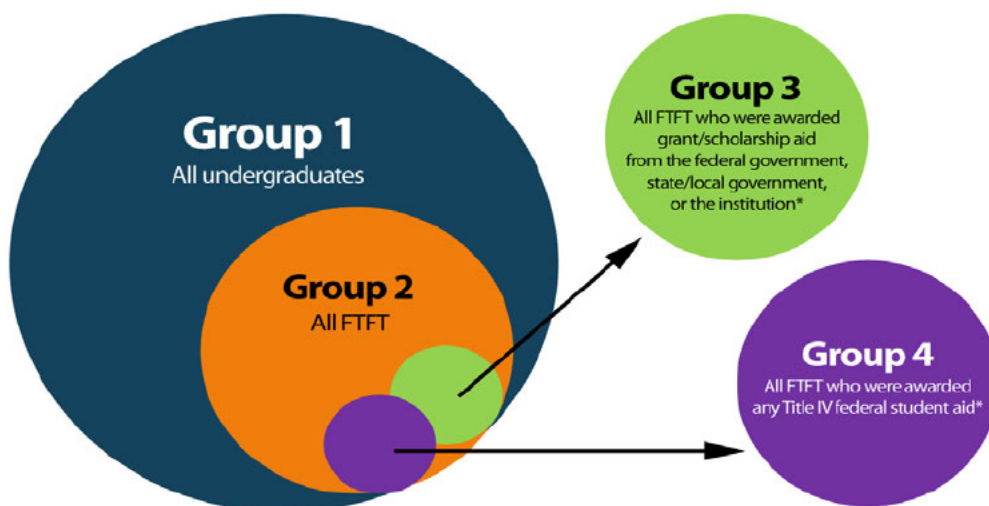 Group 1
All undergraduates
Group 2
All FTFT
Group 3
All FTFT who were awarded
grant/scholarship aid
from the federal government,
state/local government,
or the institution*
Group 4
All FTFT who were awarded
any Title IV federal student aid*